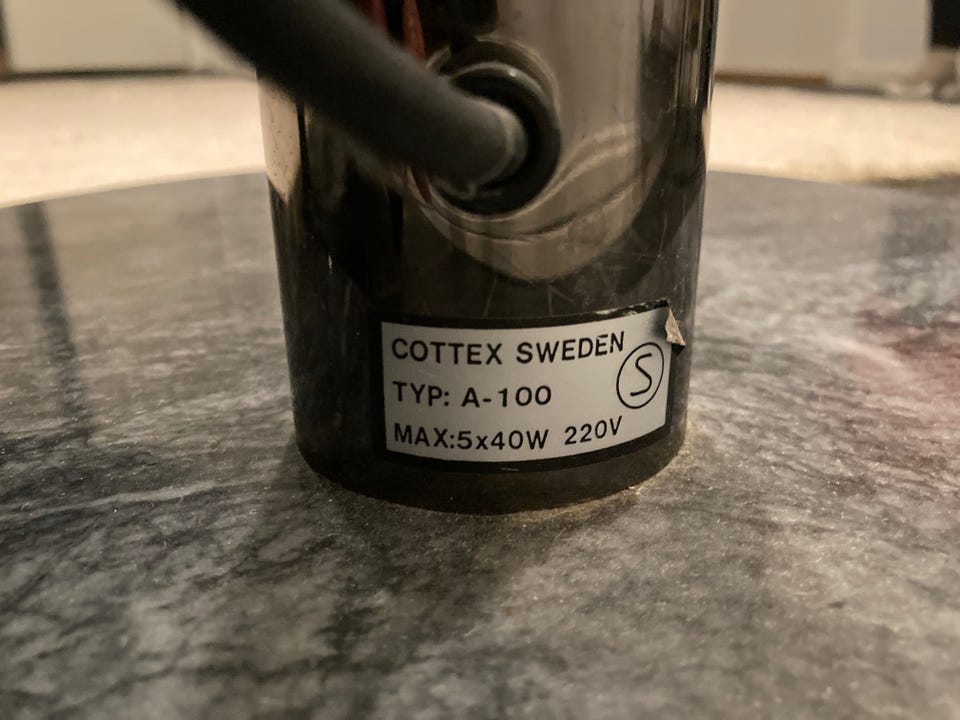 COTTEX SWEDEN
TYP: A-100 Ⓢ
MAX:5x40W 220V